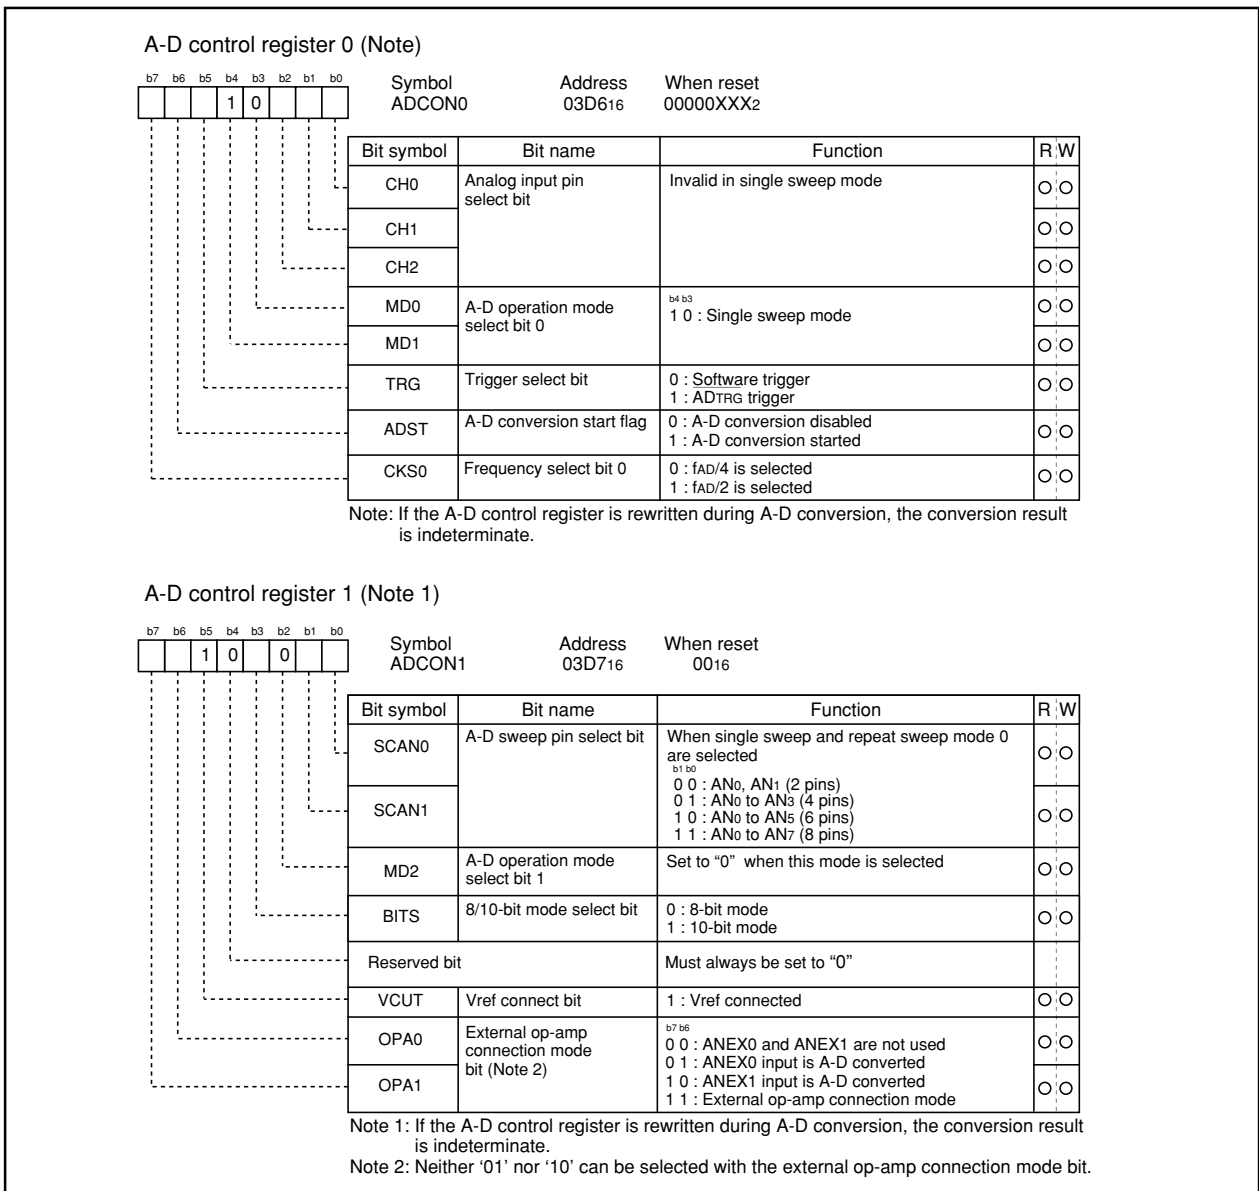 A-D control register 0 (Note)
b7 b6 b5 b4 b3 b2 b1 b0
1 0
Symbol Address When reset
ADCON0 03D616 00000XXX2
Bit symbol Bit name Function R W
CH0 Analog input pin select bit Invalid in single sweep mode
CH1
CH2
MD0 A-D operation mode select bit 0 b4 b3
1 0 : Single sweep mode
MD1
TRG Trigger select bit 0 : Software trigger
1 : ADTRG trigger
ADST A-D conversion start flag 0 : A-D conversion disabled
1 : A-D conversion started
CKS0 Frequency select bit 0 0 : fAD/4 is selected
1 : fAD/2 is selected
Note: If the A-D control register is rewritten during A-D conversion, the conversion result
is indeterminate.
A-D control register 1 (Note 1)
b7 b6 b5 b4 b3 b2 b1 b0
1 0 0
Symbol Address When reset
ADCON1 03D716 0016
Bit symbol Bit name Function R W
SCAN0 A-D sweep pin select bit When single sweep and repeat sweep mode 0
are selected
b1 b0
0 0 : AN0, AN1 (2 pins)
0 1 : AN0 to AN3 (4 pins)
SCAN1 1 0 : AN0 to AN5 (6 pins)
1 1 : AN0 to AN7 (8 pins)
MD2 A-D operation mode select bit 1 Set to “0” when this mode is selected
BITS 8/10-bit mode select bit 0 : 8-bit mode
1 : 10-bit mode
Reserved bit Must always be set to “0”
VCUT Vref connect bit 1 : Vref connected
OPA0 External op-amp connection mode bit (Note 2) b7 b6
0 0 : ANEX0 and ANEX1 are not used
0 1 : ANEX0 input is A-D converted
OPA1 1 0 : ANEX1 input is A-D converted
1 1 : External op-amp connection mode
Note 1: If the A-D control register is rewritten during A-D conversion, the conversion result
is indeterminate.
Note 2: Neither ‘01’ nor ‘10’ can be selected with the external op-amp connection mode bit.